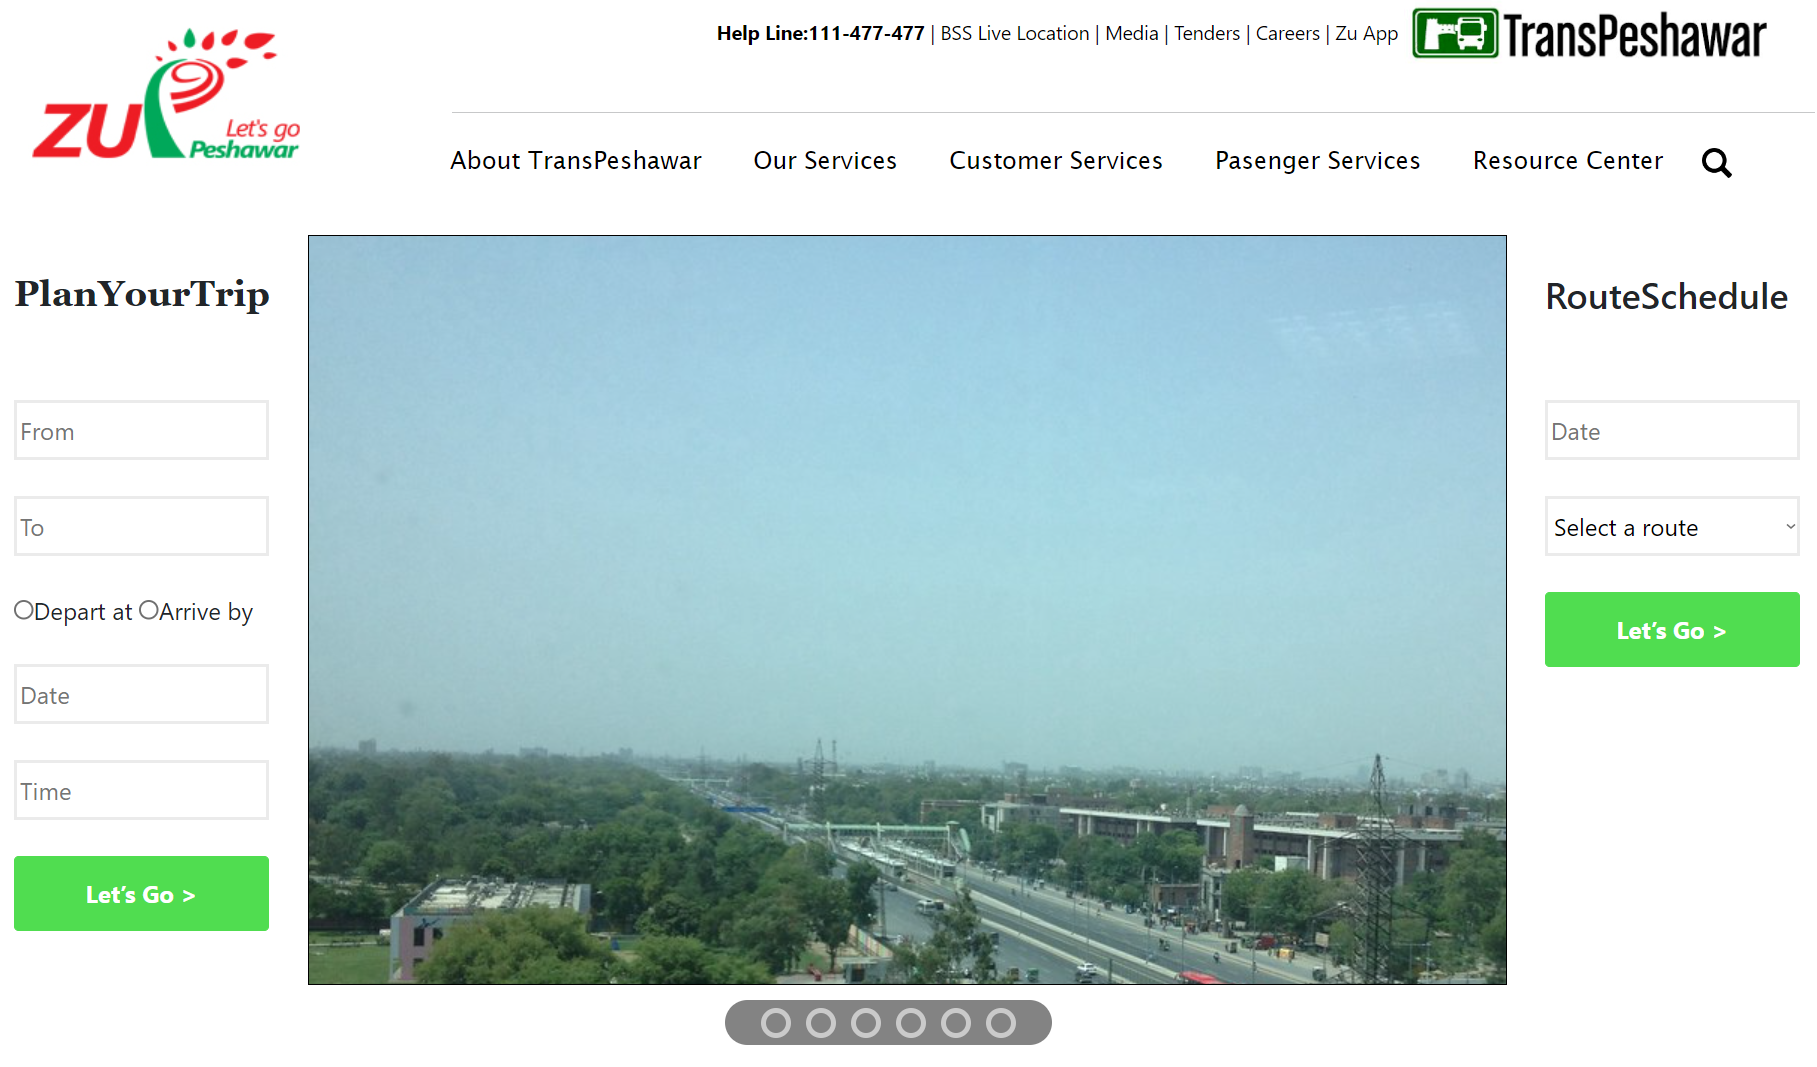 Help Line:111-477-477 | BSS Live Location | Media | Tenders | Careers | Zu App
TransPeshawar
ZU
Let's go
Peshawar
About TransPeshawar
Our Services
Customer Services
Pasenger Services
Resource Center
PlanYourTrip
From
To
Depart at
Arrive by
Date
Time
Let's Go >
RouteSchedule
Date
Select a route
Let's Go >